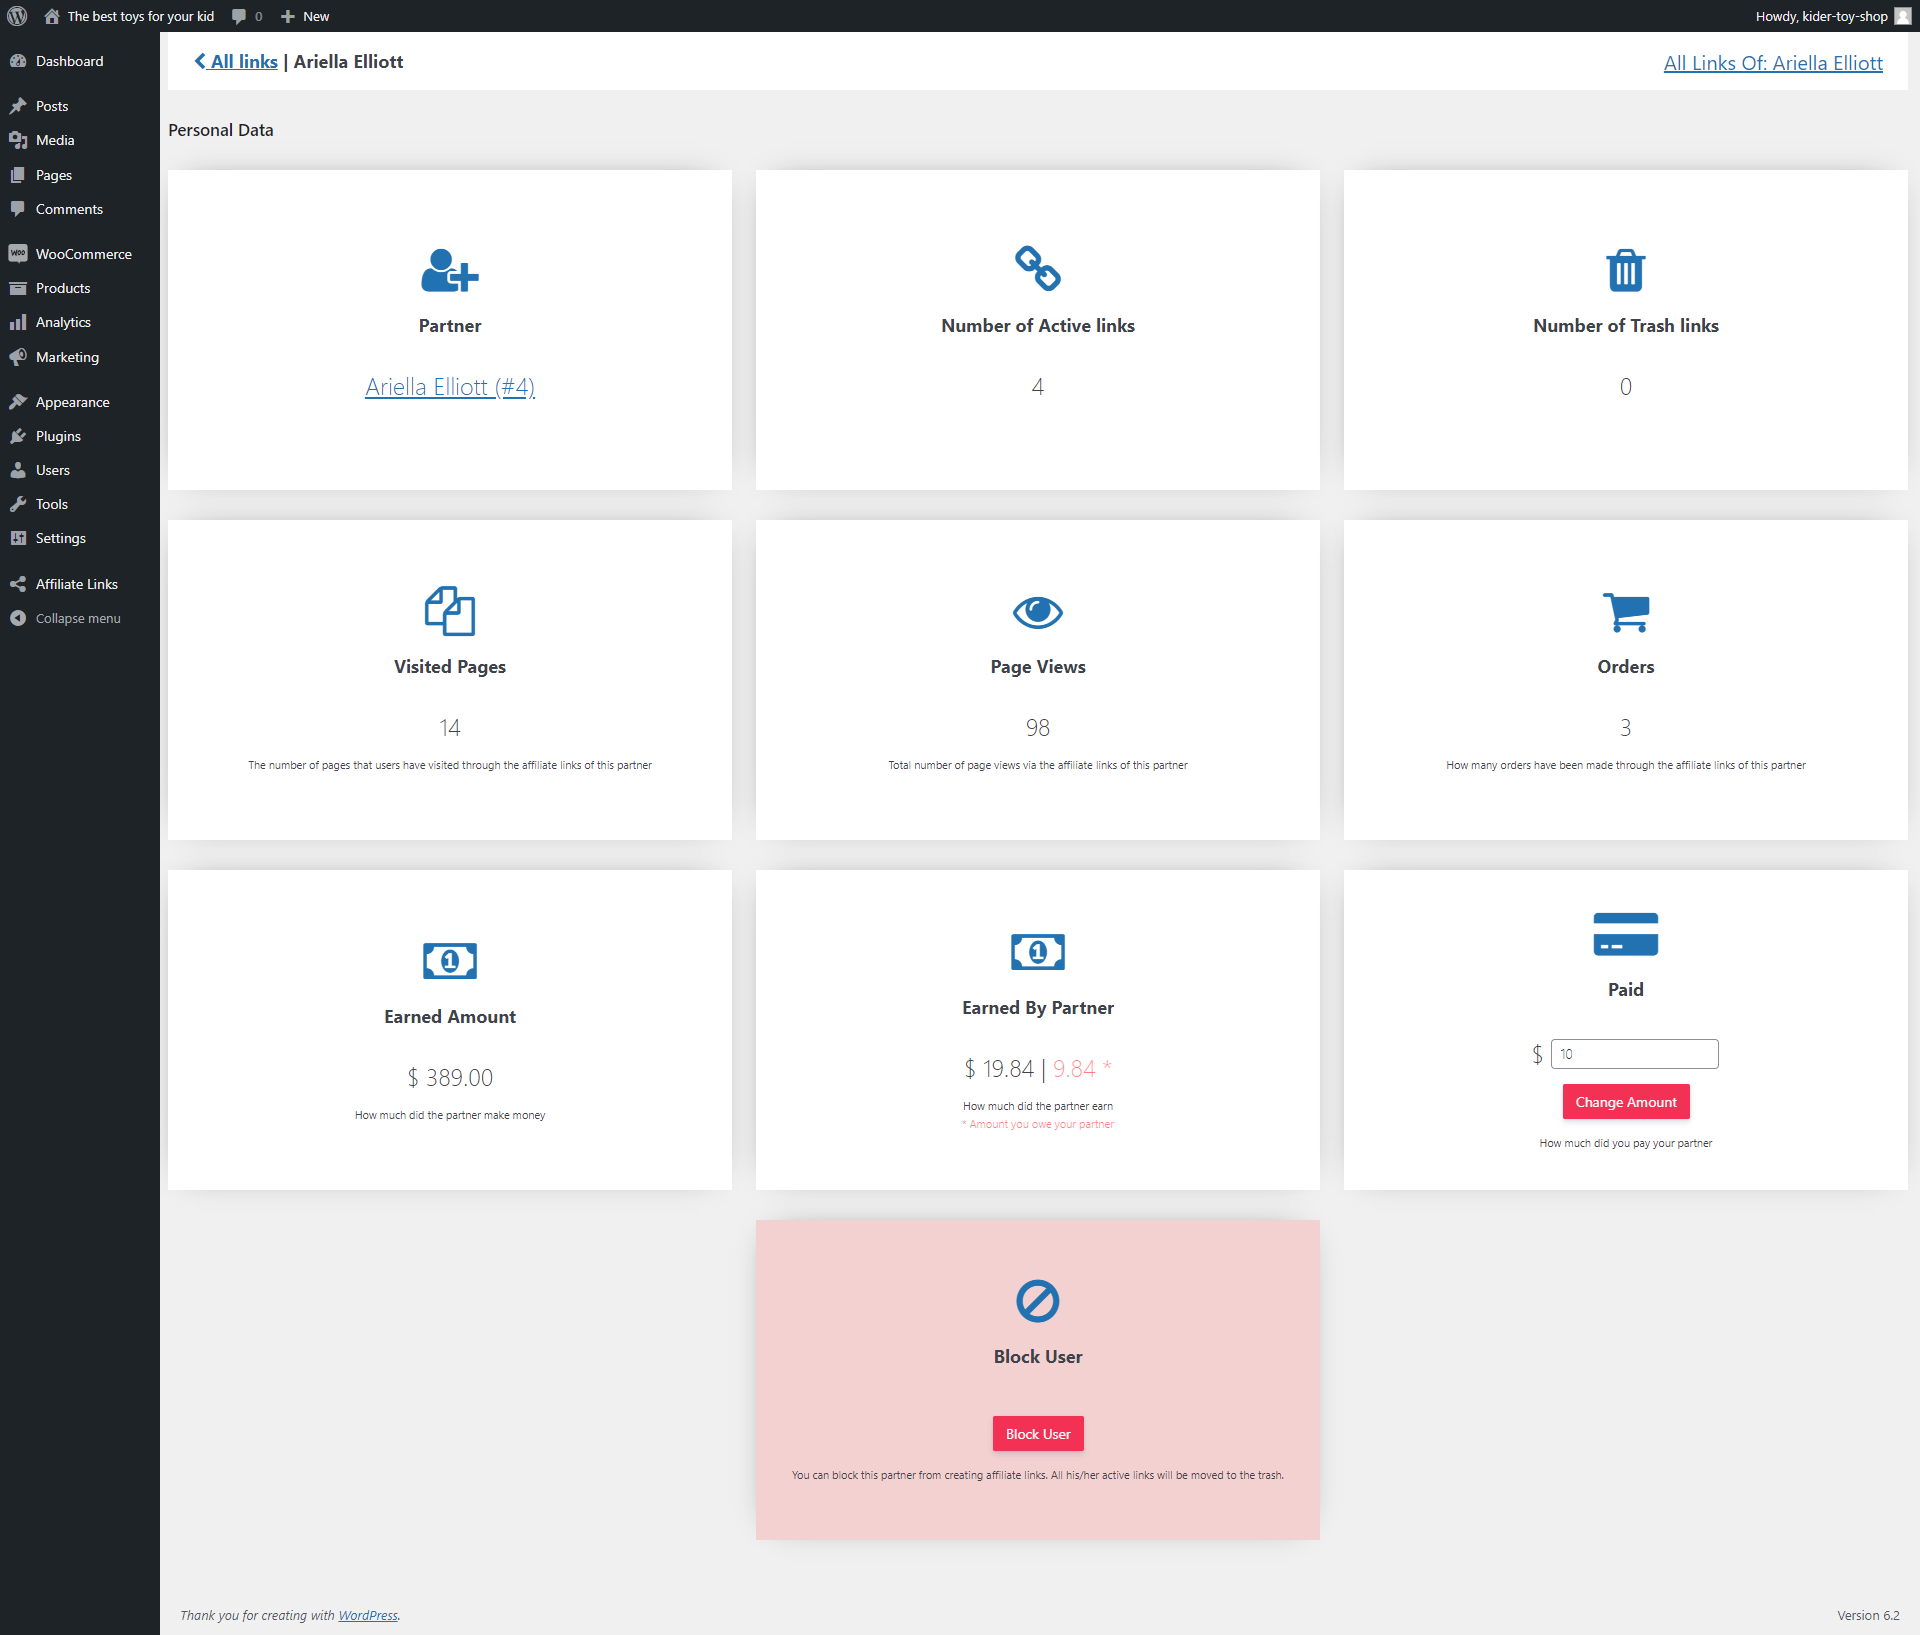 The best toys for your kid
0
New
Howdy, kider-toy-shop
Dashboard
Posts
Media
Pages
Comments
WOO
WooCommerce
Products
Analytics
Marketing
Appearance
Plugins
Users
Tools
Settings
Affiliate Links
Collapse menu
All links | Ariella Elliott
All Links Of: Ariella Elliott
Personal Data
Partner
Ariella Elliott (#4)
Number of Active links
4
Number of Trash links
0
Visited Pages
14
The number of pages that users have visited through the affiliate links of this partner
Page Views
98
Total number of page views via the affiliate links of this partner
Orders
3
How many orders have been made through the affiliate links of this partner
1
Earned Amount
$ 389.00
How much did the partner make money
1
Earned By Partner
$ 19.84 | 9.84 *
How much did the partner earn
* Amount you owe your partner
Paid
$ 10
Change Amount
How much did you pay your partner
Block User
Block User
You can block this partner from creating affiliate links. All his/her active links will be moved to the trash.
Thank you for creating with WordPress.
Version 6.2